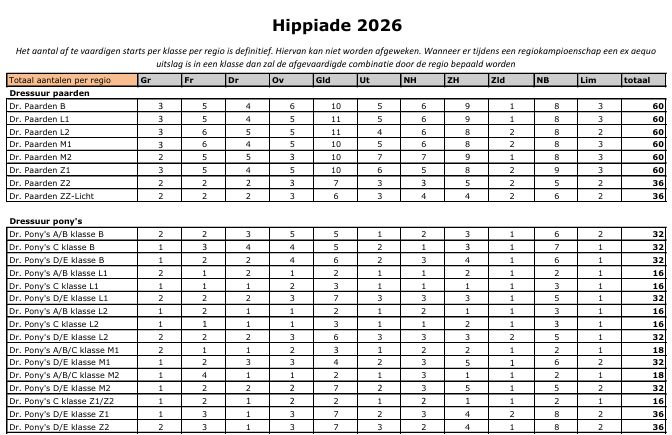 Hippiade 2026
Het aantal af te vaardigen starts per klasse per regio is definitief. Hiervan kan niet worden afgeweken. Wanneer er tijdens een regiokampioenschap een ex aequo
uitslag is in een klasse dan zal de afgevaardigde combinatie door de regio bepaald worden
Totaal aantallen per regio Gr Fr Dr Ov Gld Ut NH ZH Zld NB Lim totaal
Dressuur paarden
Dr. Paarden B 3 5 4 6 10 5 6 9 1 8 3 60
Dr. Paarden L1 3 5 4 5 11 5 6 9 1 8 3 60
Dr. Paarden L2 3 6 5 5 11 4 6 8 2 8 2 60
Dr. Paarden M1 3 6 4 5 10 5 6 8 2 8 3 60
Dr. Paarden M2 2 5 5 3 10 7 7 9 1 8 3 60
Dr. Paarden Z1 3 5 4 5 10 6 5 8 2 9 3 60
Dr. Paarden Z2 2 2 2 3 7 3 3 5 2 5 2 36
Dr. Paarden ZZ-Licht 2 2 2 3 6 3 4 4 2 6 2 36
Dressuur pony's
Dr. Pony's A/B klasse B 2 2 3 5 5 1 2 3 1 6 2 32
Dr. Pony's C klasse B 1 3 4 4 5 2 1 3 1 7 1 32
Dr. Pony's D/E klasse B 1 2 2 4 6 2 3 4 1 6 1 32
Dr. Pony's A/B klasse L1 2 1 2 1 2 1 1 2 1 2 1 16
Dr. Pony's C klasse L1 1 1 1 2 3 1 1 1 1 3 1 16
Dr. Pony's D/E klasse L1 2 2 2 3 7 3 3 3 1 5 1 32
Dr. Pony's A/B klasse L2 1 2 1 1 2 1 2 1 1 3 1 16
Dr. Pony's C klasse L2 1 1 1 1 3 1 1 2 1 3 1 16
Dr. Pony's D/E klasse L2 2 2 2 3 6 3 3 3 2 5 1 32
Dr. Pony's A/B/C klasse M1 2 1 1 2 3 1 2 2 1 2 1 18
Dr. Pony's D/E klasse M1 1 2 3 3 4 2 3 5 1 6 2 32
Dr. Pony's A/B/C klasse M2 1 4 1 1 2 1 3 1 1 2 1 18
Dr. Pony's D/E klasse M2 1 2 2 2 7 2 3 5 1 5 2 32
Dr. Pony's C klasse Z1/Z2 1 2 1 2 2 1 2 1 1 2 1 16
Dr. Pony's D/E klasse Z1 1 3 1 3 7 2 3 4 2 8 2 36
Dr. Pony's D/E klasse Z2 2 3 1 3 7 3 2 4 1 8 2 36